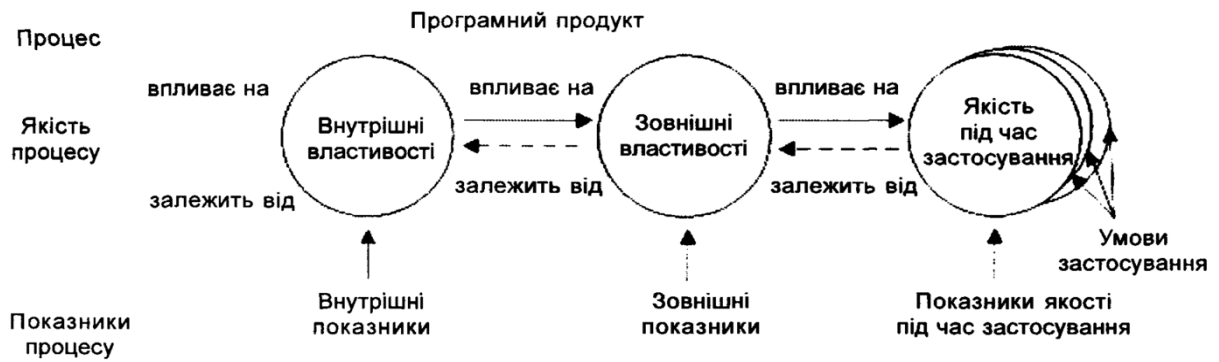 Програмний продукт
Процес
впливає на
впливає на
впливає на
Якість
процесу
Внутрішні
властивості
Зовнішні
властивості
Якість
під час
застосування
залежить від
залежить від
залежить від
Умови
застосування
Показники
процесу
Внутрішні
показники
Зовнішні
показники
Показники якості
під час застосування